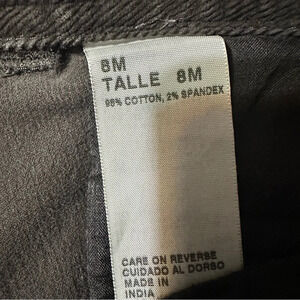 8M
TALLE 8M
98% COTTON, 2% SPANDEX
CARE ON REVERSE
CUIDADO AL DORSO
MADE IN
INDIA